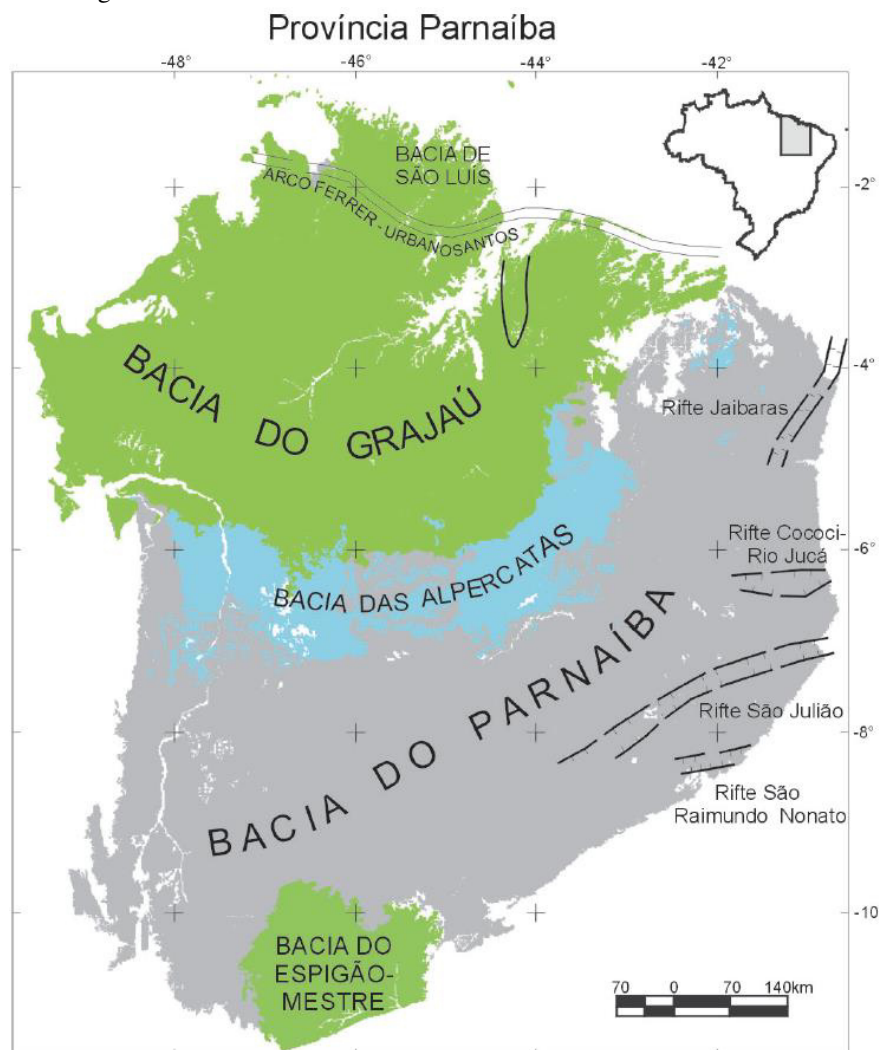 Província Parnaíba
-48°
-46°
-44°
-42°
BACIA DE
SÃO LUÍS
-2°
ARCO FERRER - URBANOSANTOS
BACIA DO GRAJAÚ
-4°
Rifte Jaibaras
Rifte Cococi-
Rio Jucá
-6°
BACIA DAS ALPERCATAS
BACIA DO PARNAÍBA
Rifte São Julião
-8°
Rifte São
Raimundo Nonato
-10
BACIA DO
ESPIGÃO-
MESTRE
70 0 70 140km